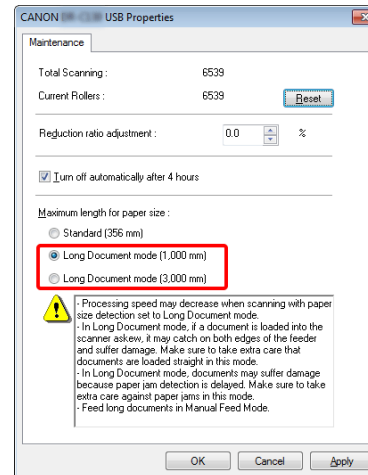 CANON USB Properties
Maintenance
Total Scanning : 6539
Current Rollers : 6539 Reset
Reduction ratio adjustment : 0.0 %
Turn off automatically after 4 hours
Maximum length for paper size :
Standard (356 mm)
Long Document mode (1,000 mm)
Long Document mode (3,000 mm)
- Processing speed may decrease when scanning with paper
size detection set to Long Document mode.
- In Long Document mode, if a document is loaded into the
scanner askew, it may catch on both edges of the feeder
and suffer damage. Make sure to take extra care that
documents are loaded straight in this mode.
- In Long Document mode, documents may suffer damage
because paper jam detection is delayed. Make sure to take
extra care against paper jams in this mode.
- Feed long documents in Manual Feed Mode.
OK Cancel Apply